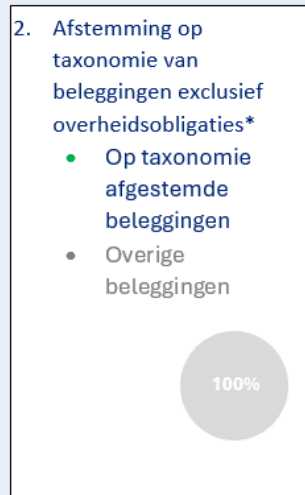 2. Afstemming op
taxonomie van
beleggingen exclusief
overheidsobligaties*
• Op taxonomie
afgestemde
beleggingen
• Overige
beleggingen
100%